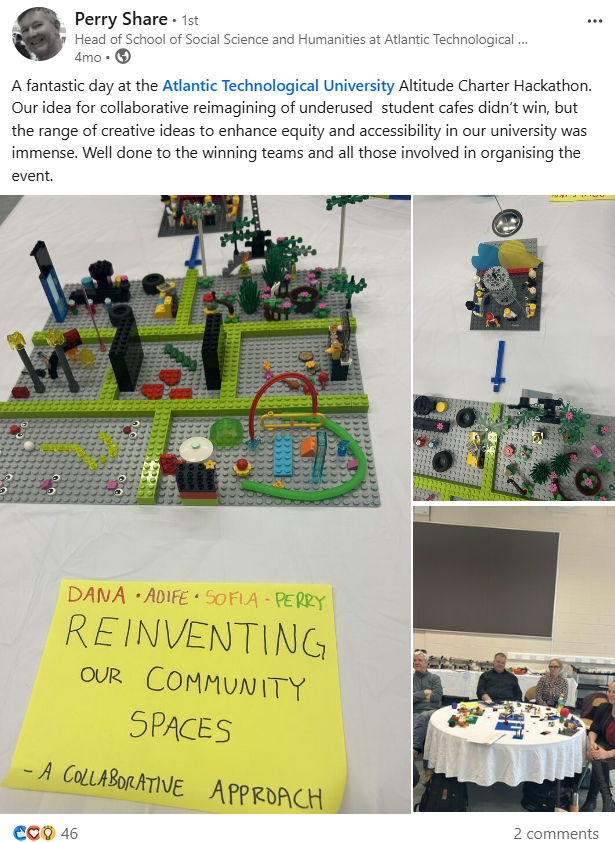 Perry Share • 1st
Head of School of Social Science and Humanities at Atlantic Technological ...
4mo •
A fantastic day at the Atlantic Technological University Altitude Charter Hackathon.
Our idea for collaborative reimagining of underused student cafes didn’t win, but
the range of creative ideas to enhance equity and accessibility in our university was
immense. Well done to the winning teams and all those involved in organising the
event.
DANA • AOIFE • SOFIA • PERRY
REINVENTING
OUR COMMUNITY
SPACES
- A COLLABORATIVE APPROACH
46
2 comments